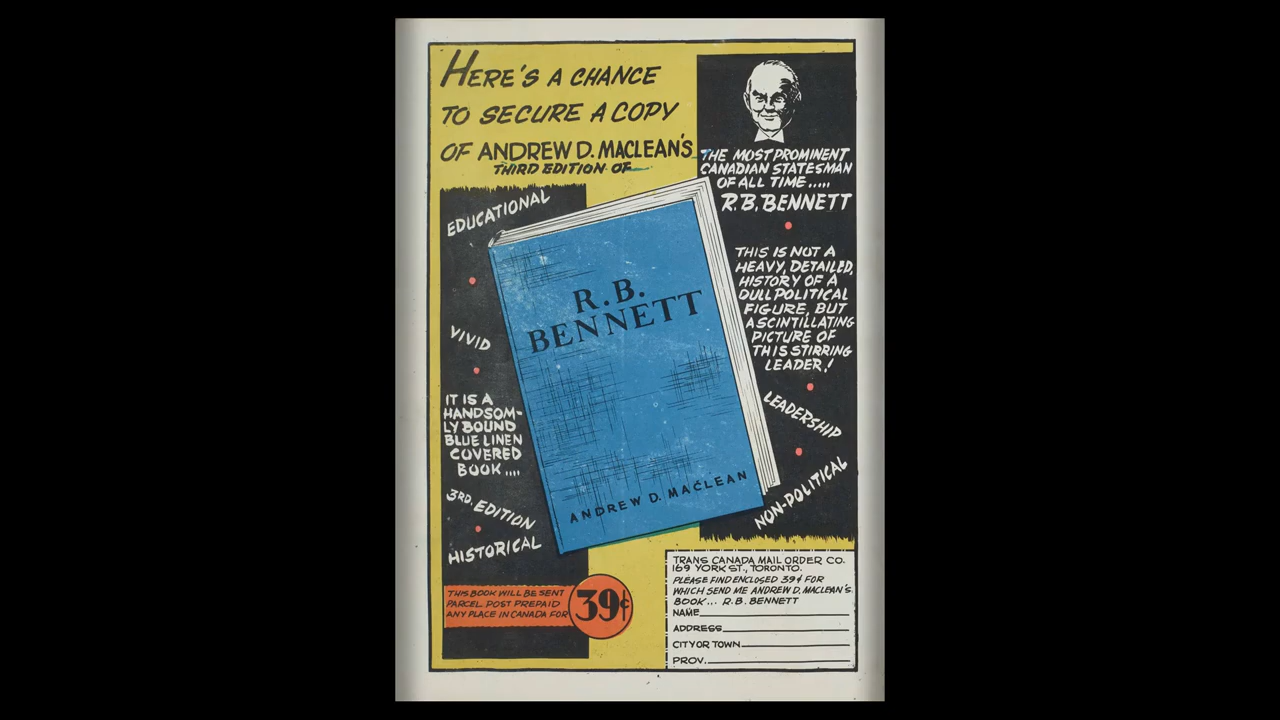 HERE'S A CHANCE
TO SECURE A COPY
OF ANDREW D. MACLEAN'S
THIRD EDITION OF
THE MOST PROMINENT
CANADIAN STATESMAN
OF ALL TIME.....
R.B. BENNETT
THIS IS NOT A
HEAVY, DETAILED,
HISTORY OF A
DULL POLITICAL
FIGURE, BUT
A SCINTILLATING
PICTURE OF
THIS STIRRING
LEADER!
LEADERSHIP
NON-POLITICAL
EDUCATIONAL
VIVID
IT IS A
HANDSOM-
LY BOUND
BLUE LINEN
COVERED
BOOK....
3RD. EDITION
HISTORICAL
R.B.
BENNETT
ANDREW D. MACLEAN
THIS BOOK WILL BE SENT
PARCEL POST PREPAID
ANY PLACE IN CANADA FOR
39¢
TRANS CANADA MAIL ORDER CO.
169 YORK ST., TORONTO.
PLEASE FIND ENCLOSED 39¢ FOR
WHICH SEND ME ANDREW D. MACLEAN'S
BOOK... R.B. BENNETT
NAME
ADDRESS
CITY OR TOWN
PROV.